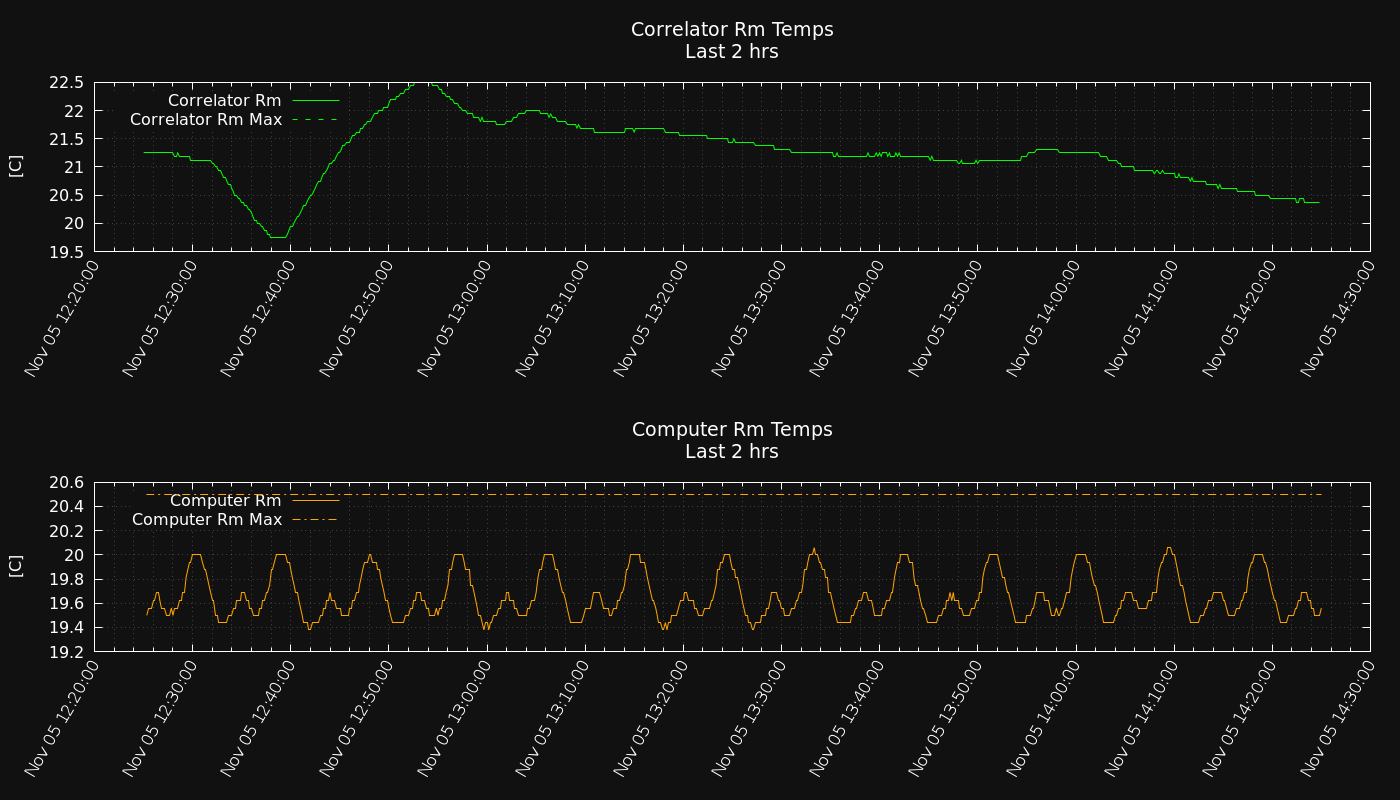 Correlator Rm Temps
Last 2 hrs
22.5
22
21.5
21
20.5
20
19.5
[C]
Correlator Rm
Correlator Rm Max
Nov 05 12:20:00
Nov 05 12:30:00
Nov 05 12:40:00
Nov 05 12:50:00
Nov 05 13:00:00
Nov 05 13:10:00
Nov 05 13:20:00
Nov 05 13:30:00
Nov 05 13:40:00
Nov 05 13:50:00
Nov 05 14:00:00
Nov 05 14:10:00
Nov 05 14:20:00
Nov 05 14:30:00
Computer Rm Temps
Last 2 hrs
20.6
20.4
20.2
20
19.8
19.6
19.4
19.2
[C]
Computer Rm
Computer Rm Max
Nov 05 12:20:00
Nov 05 12:30:00
Nov 05 12:40:00
Nov 05 12:50:00
Nov 05 13:00:00
Nov 05 13:10:00
Nov 05 13:20:00
Nov 05 13:30:00
Nov 05 13:40:00
Nov 05 13:50:00
Nov 05 14:00:00
Nov 05 14:10:00
Nov 05 14:20:00
Nov 05 14:30:00